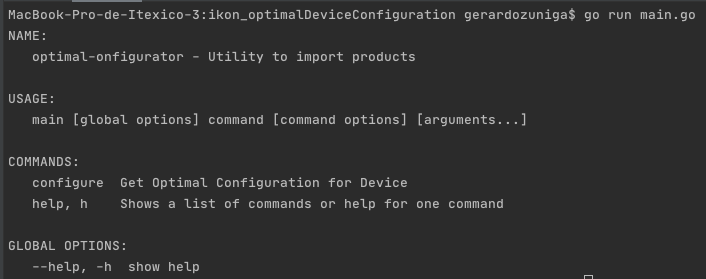 MacBook-Pro-de-Itexico-3:ikon_optimalDeviceConfiguration gerardozuniga$ go run main.go
NAME:
optimal-onfigurator - Utility to import products
USAGE:
main [global options] command [command options] [arguments...]
COMMANDS:
configure  Get Optimal Configuration for Device
help, h    Shows a list of commands or help for one command
GLOBAL OPTIONS:
--help, -h  show help